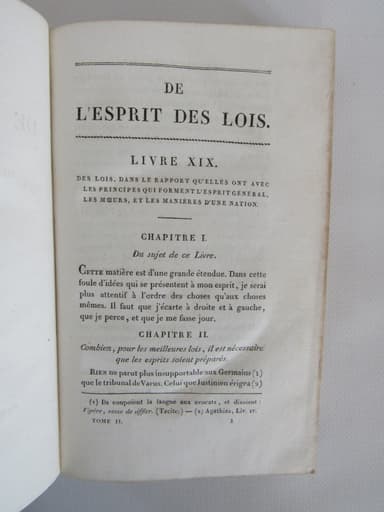 DE
L'ESPRIT DES LOIS.
LIVRE XIX.
DES LOIS, DANS LE RAPPORT QU'ELLES ONT AVEC
LES PRINCIPES QUI FORMENT L'ESPRIT GÉNÉRAL,
LES MŒURS, ET LES MANIÈRES D'UNE NATION.
CHAPITRE I.
Du sujet de ce Livre.
CETTE matière est d'une grande étendue. Dans cette
foule d'idées qui se présentent à mon esprit, je serai
plus attentif à l'ordre des choses qu'aux choses
mêmes. Il faut que j'écarte à droite et à gauche,
que je perce, et que je me fasse jour.
CHAPITRE II.
Combien, pour les meilleures lois, il est nécessaire
que les esprits soient préparés.
RIEN ne parut plus insupportable aux Germains (1)
que le tribunal de Varus. Celui que Justinien érigea (2)
(1) Ils coupoient la langue aux avocats, et disoient:
Vipère, cesse de siffler. (Tacite.) — (2) Agathias, Liv. IV.
TOME II. 1